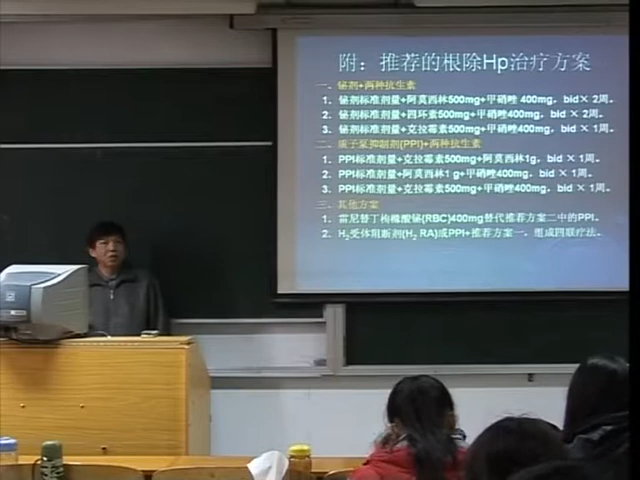 附：推荐的根除Hp治疗方案
一、铋剂+两种抗生素
1. 铋剂标准剂量+阿莫西林500mg+甲硝唑 400mg，bid×2周。
2. 铋剂标准剂量+四环素500mg+甲硝唑 400mg，bid×2周。
3. 铋剂标准剂量+克拉霉素500mg+甲硝唑400mg，bid×1周。
二、质子泵抑制剂(PPI)+两种抗生素
1. PPI标准剂量+克拉霉素500mg+阿莫西林1g，bid×1周。
2. PPI标准剂量+阿莫西林1 g+甲硝唑400mg，bid×1周。
3. PPI标准剂量+克拉霉素500mg+甲硝唑400mg，bid×1周。
三、其他方案
1. 雷尼替丁枸橼酸铋(RBC)400mg替代推荐方案二中的PPI。
2. H₂受体阻断剂(H₂ RA)或PPI+推荐方案一，组成四联疗法。